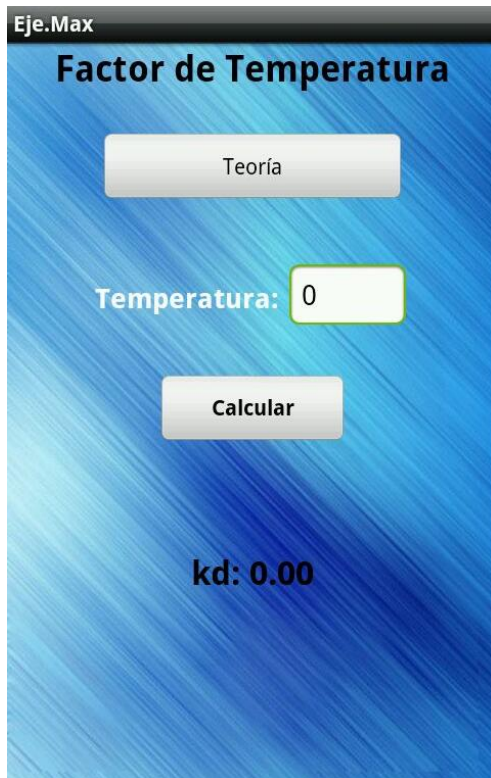 Eje.Max
Factor de Temperatura
Teoría
Temperatura: 0
Calcular
kd: 0.00